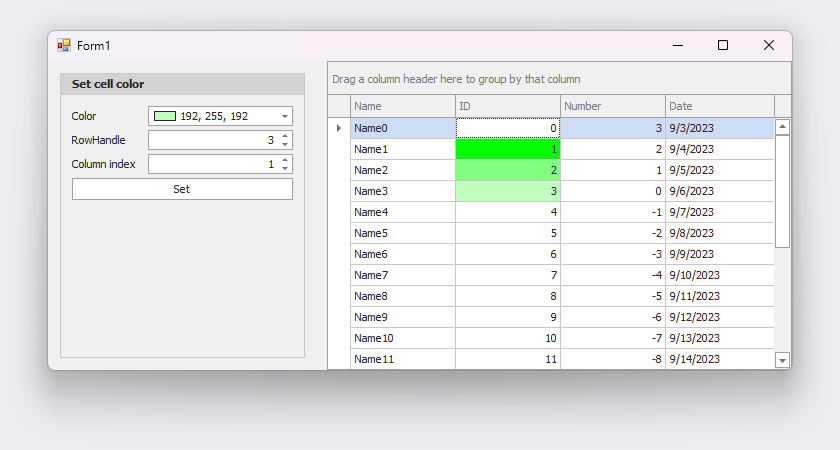 Form1
Set cell color
Color 192, 255, 192
RowHandle 3
Column index 1
Set
Drag a column header here to group by that column
Name ID Number Date
Name0 0 3 9/3/2023
Name1 1 2 9/4/2023
Name2 2 1 9/5/2023
Name3 3 0 9/6/2023
Name4 4 -1 9/7/2023
Name5 5 -2 9/8/2023
Name6 6 -3 9/9/2023
Name7 7 -4 9/10/2023
Name8 8 -5 9/11/2023
Name9 9 -6 9/12/2023
Name10 10 -7 9/13/2023
Name11 11 -8 9/14/2023